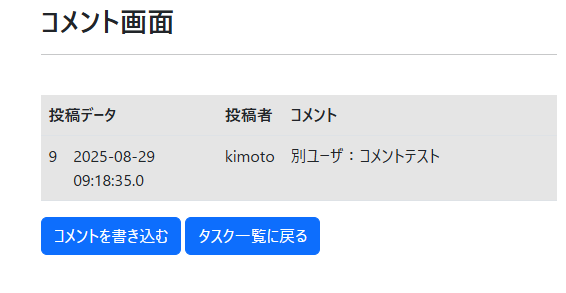 コメント画面
投稿データ 投稿者 コメント
9 2025-08-29 kimoto 別ユーザ：コメントテスト
09:18:35.0
コメントを書き込む タスク一覧に戻る